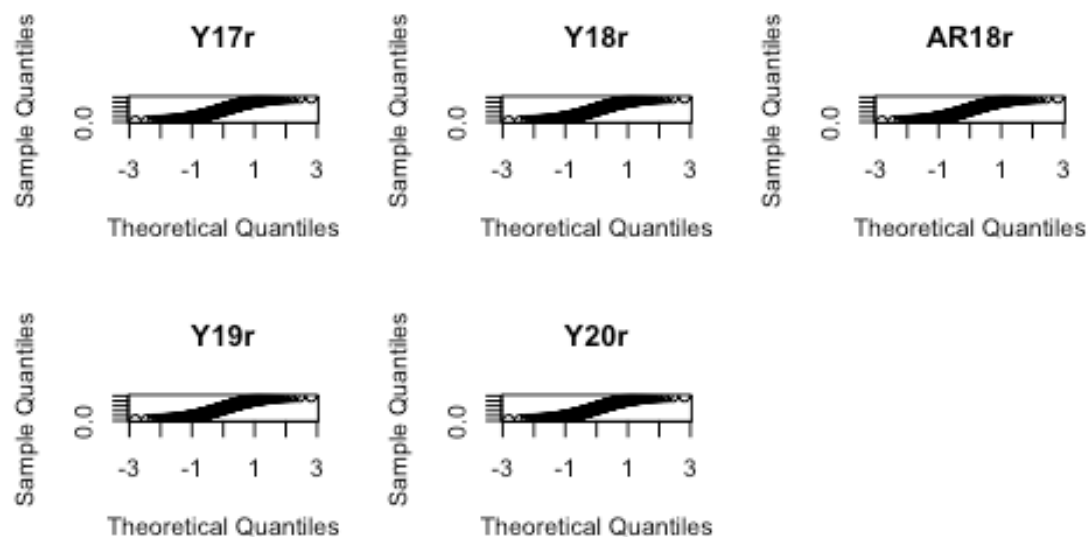 Y17r
Sample Quantiles
0.0
-3 -1 1 3
Theoretical Quantiles
Y18r
Sample Quantiles
0.0
-3 -1 1 3
Theoretical Quantiles
AR18r
Sample Quantiles
0.0
-3 -1 1 3
Theoretical Quantiles
Y19r
Sample Quantiles
0.0
-3 -1 1 3
Theoretical Quantiles
Y20r
Sample Quantiles
0.0
-3 -1 1 3
Theoretical Quantiles